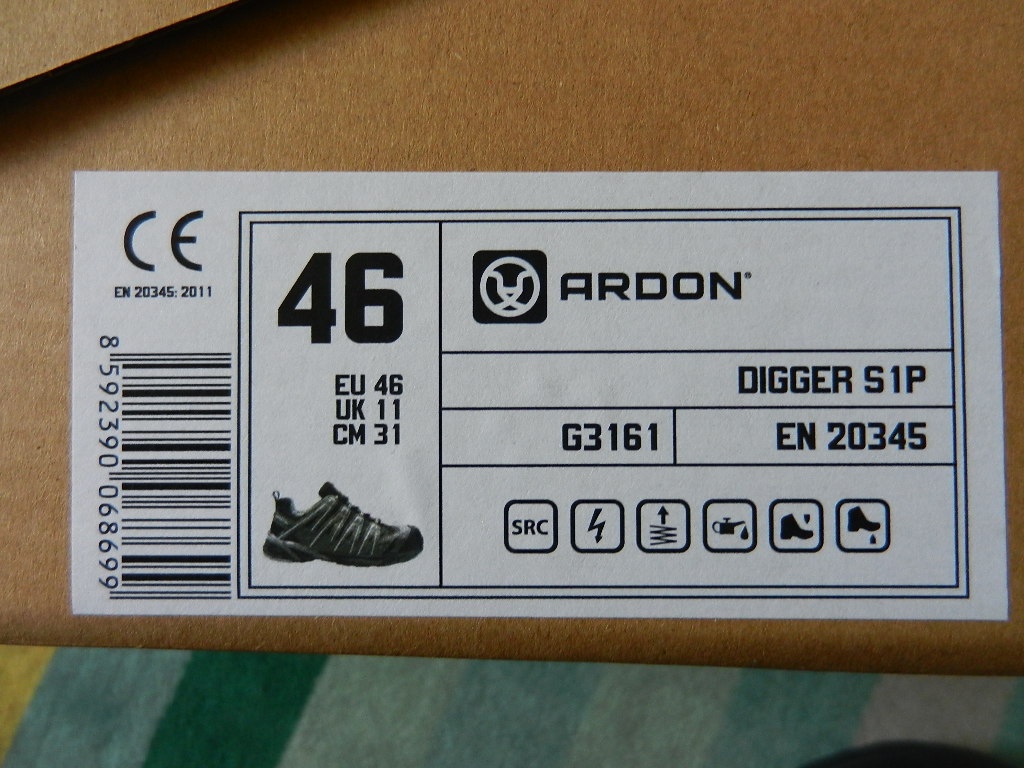 CE
EN 20345: 2011
8 592390 068699
46
EU 46
UK 11
CM 31
ARDON®
DIGGER S1P
G3161
EN 20345
SRC